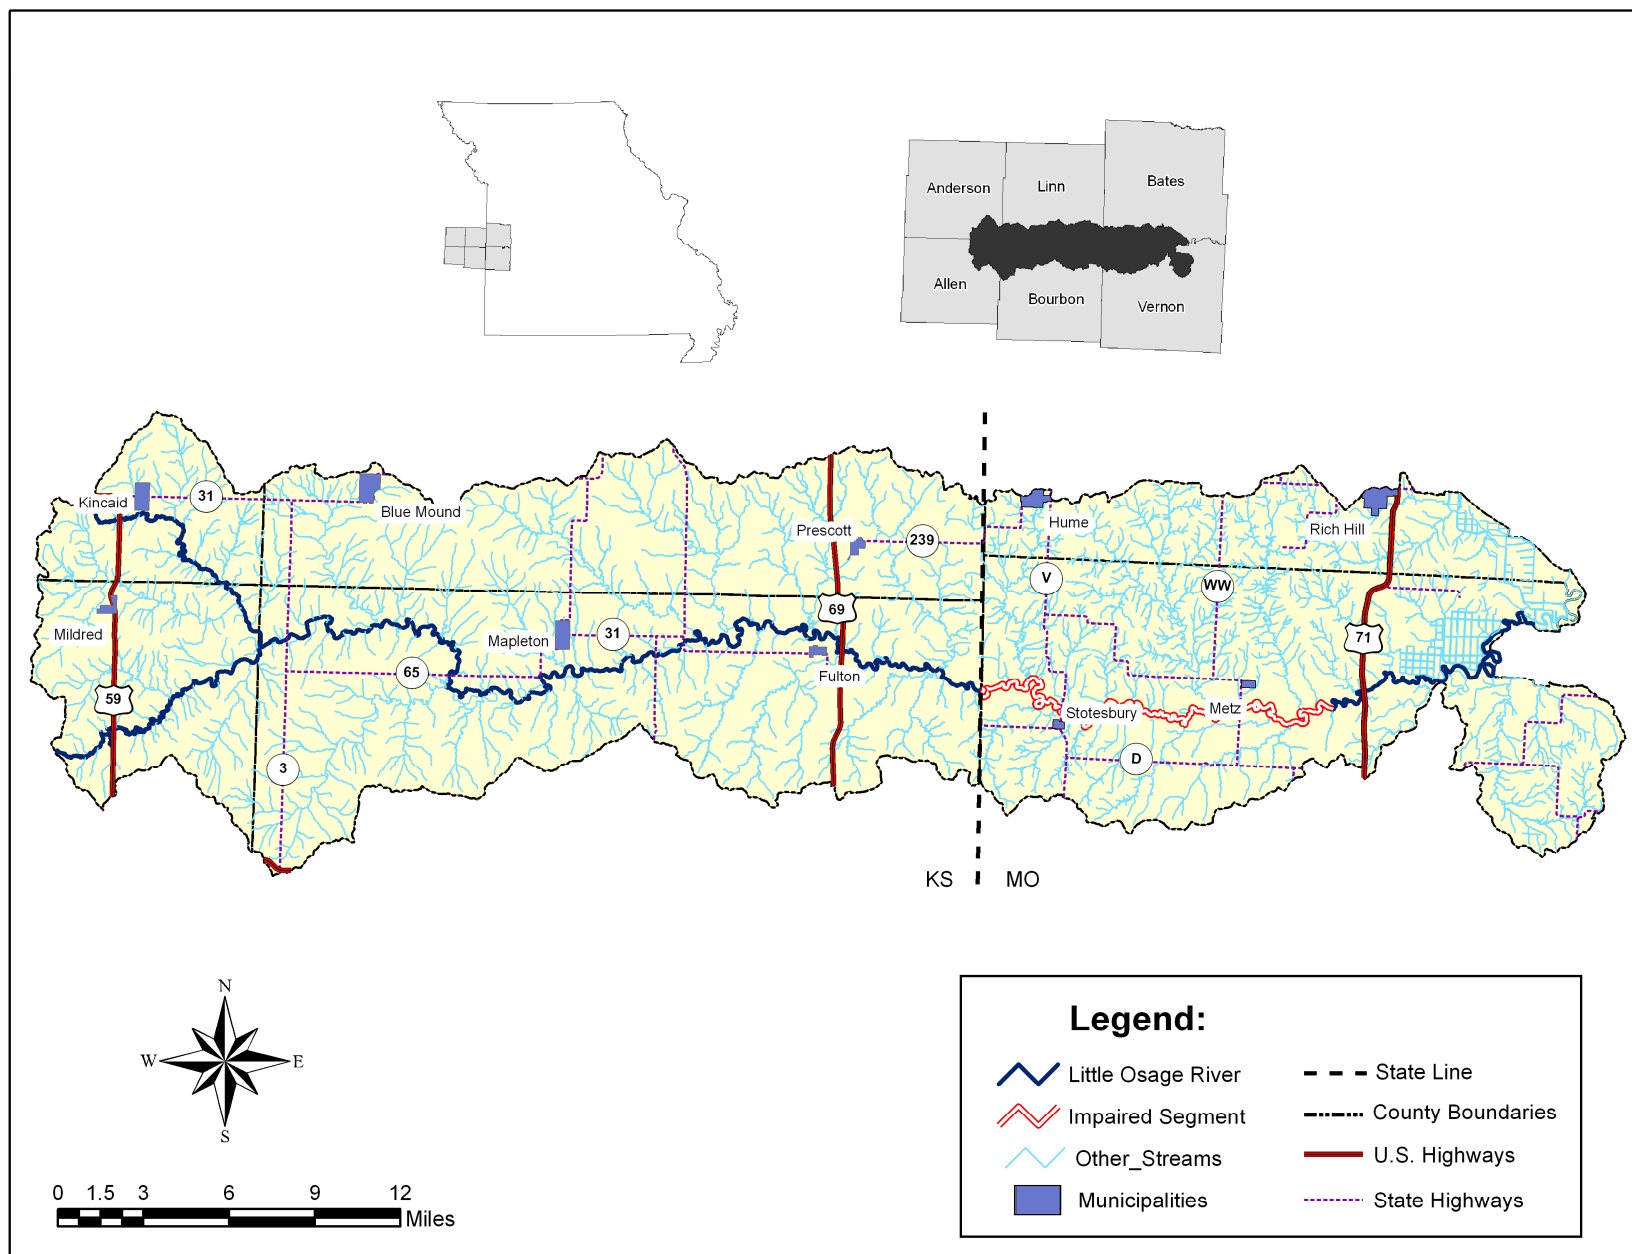 Anderson
Linn
Bates
Allen
Bourbon
Vernon
Kincaid
31
Blue Mound
Prescott
239
Hume
Rich Hill
V
WW
Mildred
Mapleton
31
69
71
65
Fulton
59
Stotesbury
Metz
3
D
KS
MO
N
W
E
S
Legend:
Little Osage River
State Line
Impaired Segment
County Boundaries
Other_Streams
U.S. Highways
Municipalities
State Highways
0 1.5 3 6 9 12
Miles